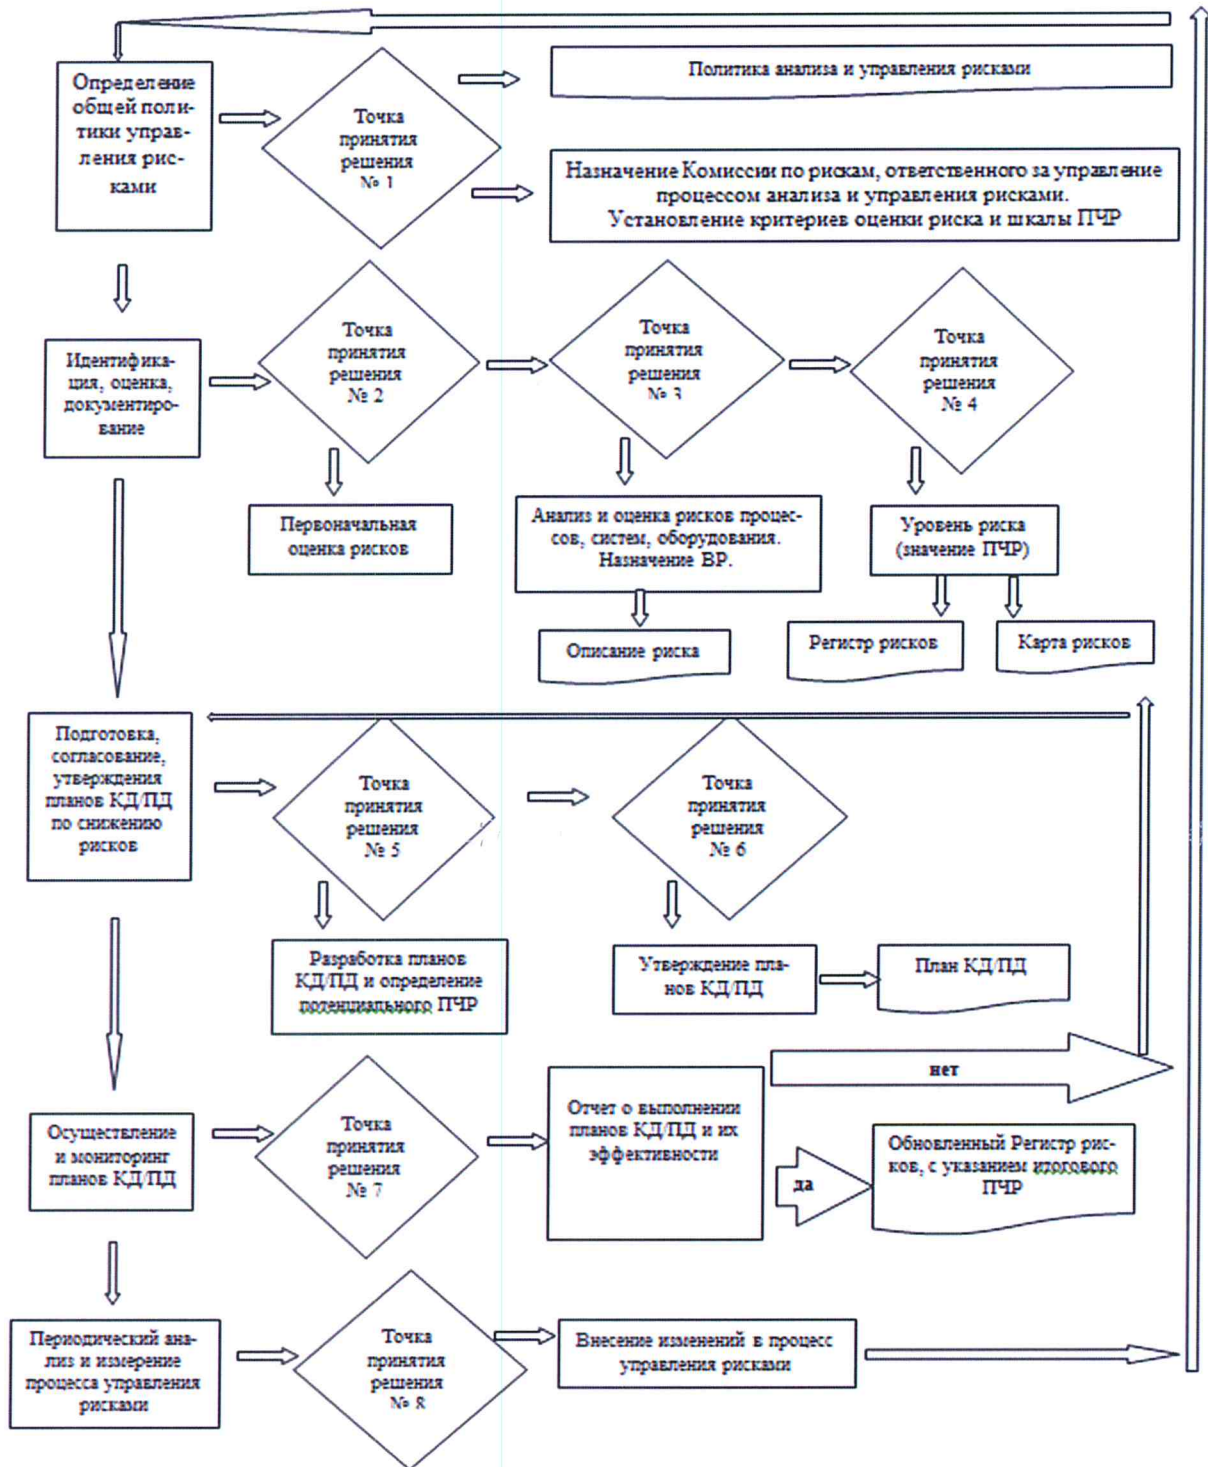 Определение
общей поли-
тики управ-
ления рис-
ками
Точка
принятия
решения
№ 1
Политика анализа и управления рисками
Назначение Комиссии по рискам, ответственного за управление
процессом анализа и управления рисками.
Установление критериев оценки риска и шкалы ПЧР
Идентифика-
ция, оценка,
документиро-
вание
Точка
принятия
решения
№ 2
Точка
принятия
решения
№ 3
Точка
принятия
решения
№ 4
Первоначальная
оценка рисков
Анализ и оценка рисков процес-
сов, систем, оборудования.
Назначение ВР.
Уровень риска
(значение ПЧР)
Описание риска
Регистр рисков
Карта рисков
Подготовка,
согласование,
утверждения
планов КД/ПД
по снижению
рисков
Точка
принятия
решения
№ 5
Точка
принятия
решения
№ 6
Разработка планов
КД/ПД и определение
потенциального ПЧР
Утверждение пла-
нов КД/ПД
План КД/ПД
Осуществление
и мониторинг
планов КД/ПД
Точка
принятия
решения
№ 7
Отчет о выполнении
планов КД/ПД и их
эффективности
нет
да
Обновленный Регистр рис-
ков, с указанием итогового
ПЧР
Периодический ана-
лиз и измерение
процесса управления
рисками
Точка
принятия
решения
№ 8
Внесение изменений в процесс
управления рисками